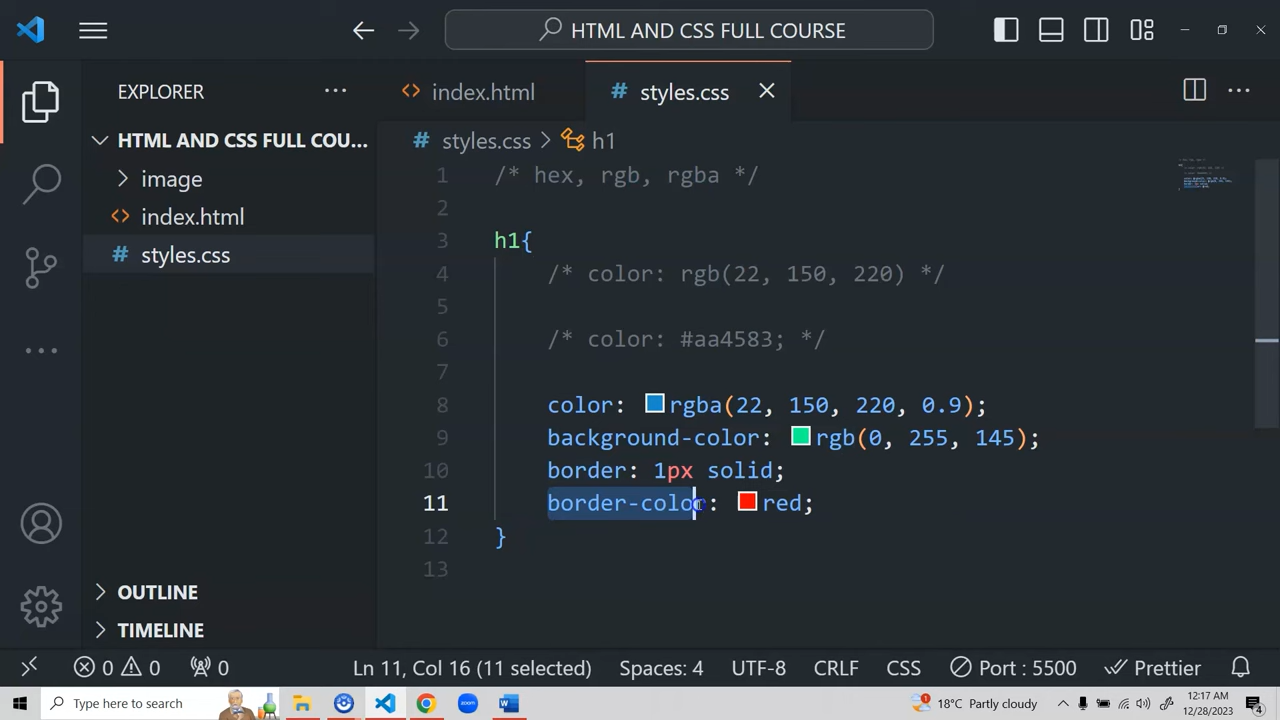 HTML AND CSS FULL COURSE
EXPLORER
index.html
styles.css
HTML AND CSS FULL COU...
styles.css
h1
image
index.html
styles.css
1 /* hex, rgb, rgba */
2
3 h1{
4 /* color: rgb(22, 150, 220) */
5
6 /* color: #aa4583; */
7
8 color: rgba(22, 150, 220, 0.9);
9 background-color: rgb(0, 255, 145);
10 border: 1px solid;
11 border-color: red;
12 }
13
OUTLINE
TIMELINE
0 0 0 Ln 11, Col 16 (11 selected) Spaces: 4 UTF-8 CRLF CSS Port : 5500 Prettier
Type here to search zoom W 18°C Partly cloudy 12:17 AM
12/28/2023 4